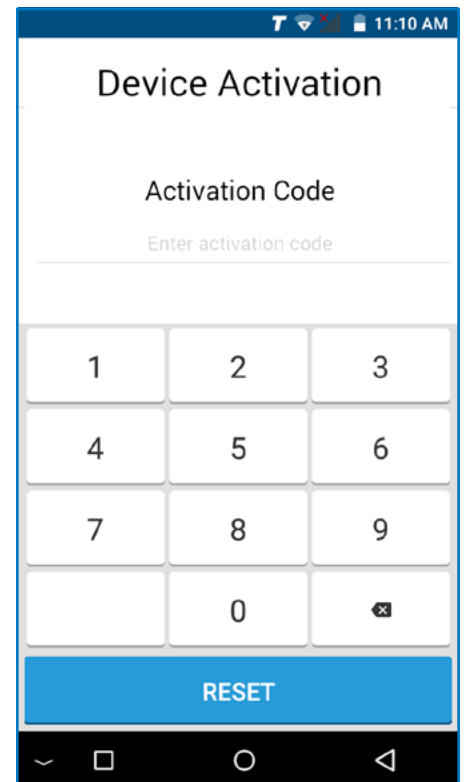 T 11:10 AM
Device Activation
Activation Code
Enter activation code
1 2 3
4 5 6
7 8 9
0
RESET